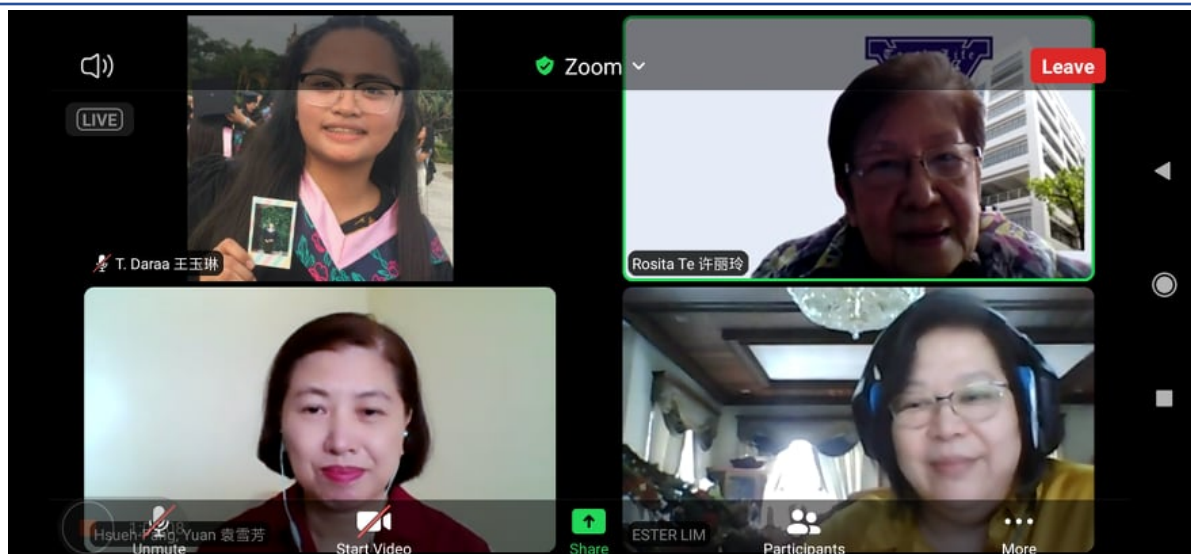 Zoom
Leave
LIVE
T. Daraa 王玉琳
Rosita Te 许丽玲
Hsueh-Fang, Yuan 袁雪芳
ESTER LIM
Unmute
Start Video
Share
Participants
More